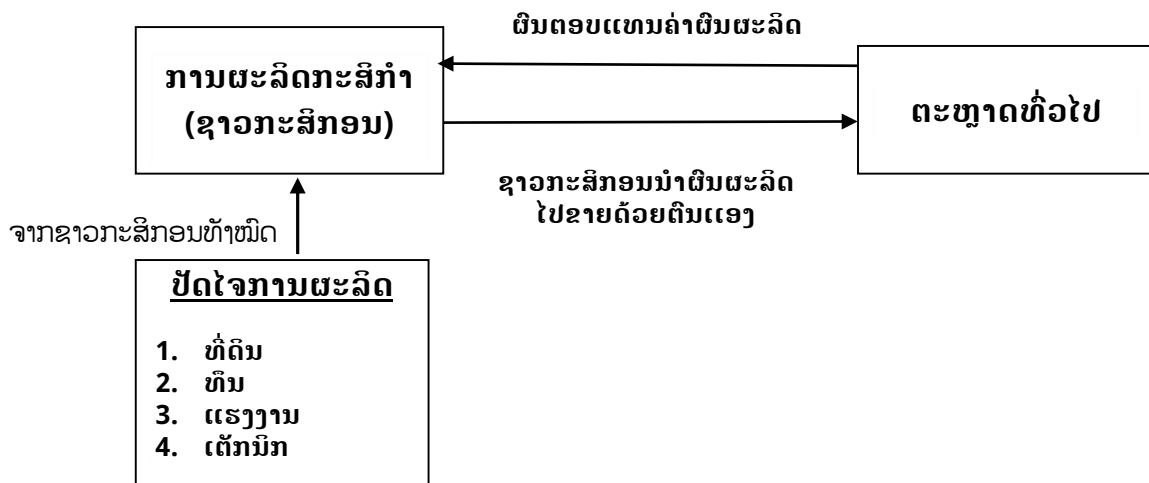 ຜົນຕອບແທນຄ່າຜົນຜະລິດ
ການຜະລິດກະສິກຳ
(ຊາວກະສິກອນ)
ຕະຫຼາດທົ່ວໄປ
ຊາວກະສິກອນນຳຜົນຜະລິດ
ໄປຂາຍດ້ວຍຕົນແອງ
ຈາກຊາວກະສິກອນທັາໝົດ
ປັດໄຈການຜະລິດ
1. ທີ່ດິນ
2. ທຶນ
3. ແຮງງານ
4. ເຕັກນິກ